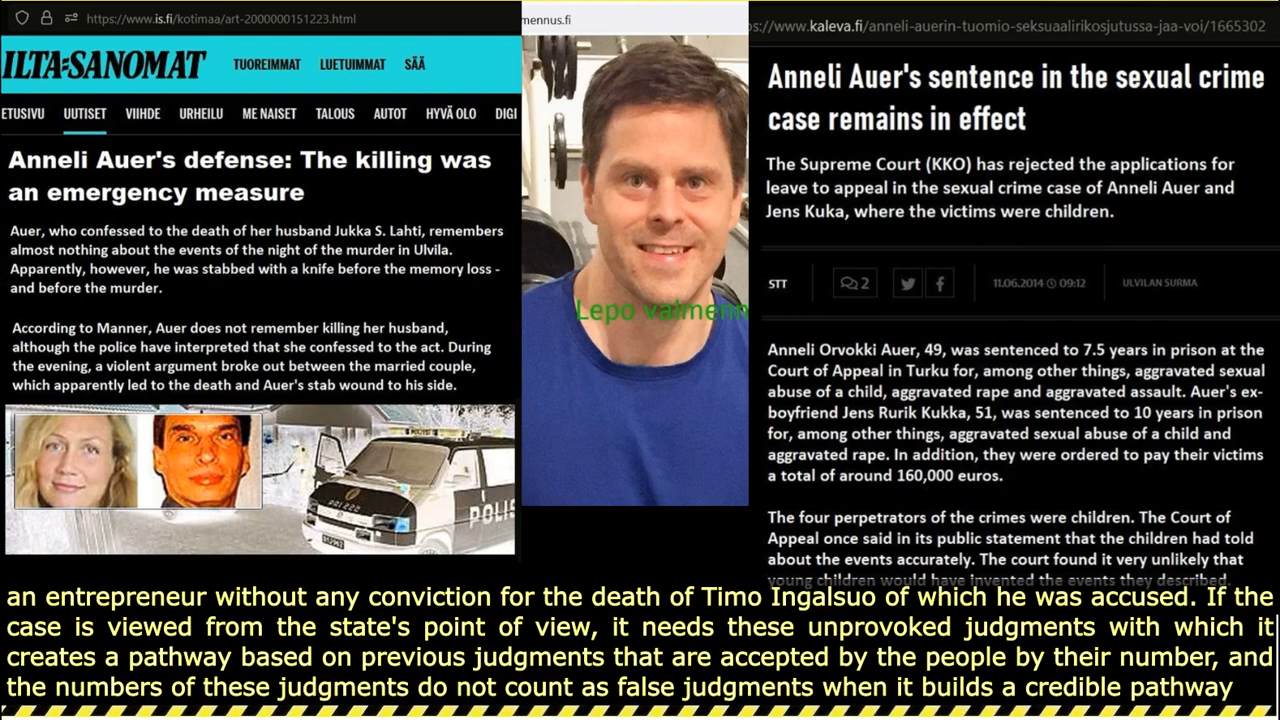 https://www.is.fi/kotimaa/art-2000000151223.html
ILTA-SANOMAT
TUOREIMMAT LUETUIMMAT SÄÄ
ETUSIVU UUTISET VIIHDE URHEILU ME NAISET TALOUS AUTOT HYVÄ OLO DIGI
Anneli Auer's defense: The killing was
an emergency measure
Auer, who confessed to the death of her husband Jukka S. Lahti, remembers
almost nothing about the events of the night of the murder in Ulvila.
Apparently, however, he was stabbed with a knife before the memory loss -
and before the murder.
According to Manner, Auer does not remember killing her husband,
although the police have interpreted that she confessed to the act. During
the evening, a violent argument broke out between the married couple,
which apparently led to the death and Auer's stab wound to his side.
POLIS
mennus.fi
Lepo valmenn
s://www.kaleva.fi/anneli-auerin-tuomio-seksuaalirikosjutussa-jaa-voi/1665302
Anneli Auer's sentence in the sexual crime
case remains in effect
The Supreme Court (KKO) has rejected the applications for
leave to appeal in the sexual crime case of Anneli Auer and
Jens Kuka, where the victims were children.
STT 2 11.06.2014 09:12 ULVILAN SURMA
Anneli Orvokki Auer, 49, was sentenced to 7.5 years in prison at the
Court of Appeal in Turku for, among other things, aggravated sexual
abuse of a child, aggravated rape and aggravated assault. Auer's ex-
boyfriend Jens Rurik Kukka, 51, was sentenced to 10 years in prison
for, among other things, aggravated sexual abuse of a child and
aggravated rape. In addition, they were ordered to pay their victims
a total of around 160,000 euros.
The four perpetrators of the crimes were children. The Court of
Appeal once said in its public statement that the children had told
about the events accurately. The court found it very unlikely that
young children would have invented the events they described.
an entrepreneur without any conviction for the death of Timo Ingalsuo of which he was accused. If the
case is viewed from the state's point of view, it needs these unprovoked judgments with which it
creates a pathway based on previous judgments that are accepted by the people by their number, and
the numbers of these judgments do not count as false judgments when it builds a credible pathway